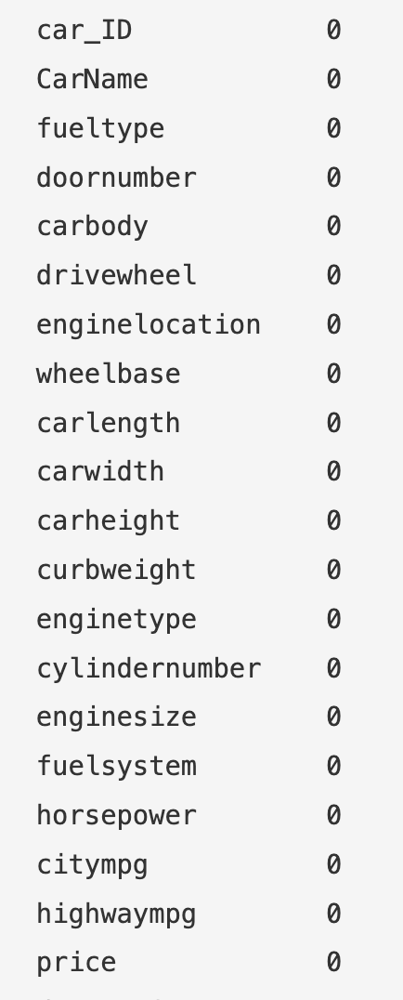 car_ID 0
CarName 0
fueltype 0
doornumber 0
carbody 0
drivewheel 0
enginelocation 0
wheelbase 0
carlength 0
carwidth 0
carheight 0
curbweight 0
enginetype 0
cylindernumber 0
enginesize 0
fuelsystem 0
horsepower 0
citympg 0
highwaympg 0
price 0